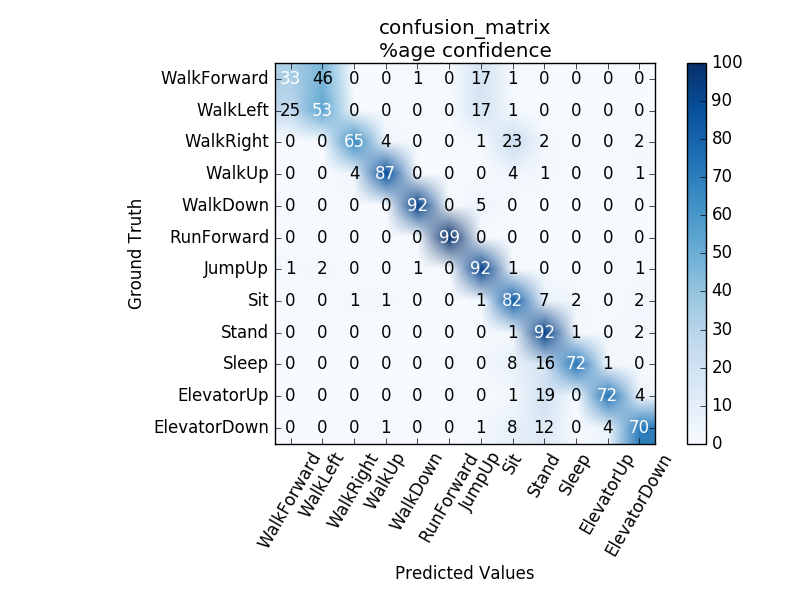 confusion_matrix
%age confidence
WalkForward 33 46 0 0 1 0 17 1 0 0 0 0
WalkLeft 25 53 0 0 0 0 17 1 0 0 0 0
WalkRight 0 0 65 4 0 0 1 23 2 0 0 2
WalkUp 0 0 4 87 0 0 0 4 1 0 0 1
WalkDown 0 0 0 0 92 0 5 0 0 0 0 0
RunForward 0 0 0 0 0 99 0 0 0 0 0 0
JumpUp 1 2 0 0 1 0 92 1 0 0 0 1
Sit 0 0 1 1 0 0 1 82 7 2 0 2
Stand 0 0 0 0 0 0 0 1 92 1 0 2
Sleep 0 0 0 0 0 0 0 8 16 72 1 0
ElevatorUp 0 0 0 0 0 0 0 1 19 0 72 4
ElevatorDown 0 0 0 1 0 0 1 8 12 0 4 70
Ground Truth
WalkForward
WalkLeft
WalkRight
WalkUp
WalkDown
RunForward
JumpUp
Sit
Stand
Sleep
ElevatorUp
ElevatorDown
Predicted Values
100
90
80
70
60
50
40
30
20
10
0